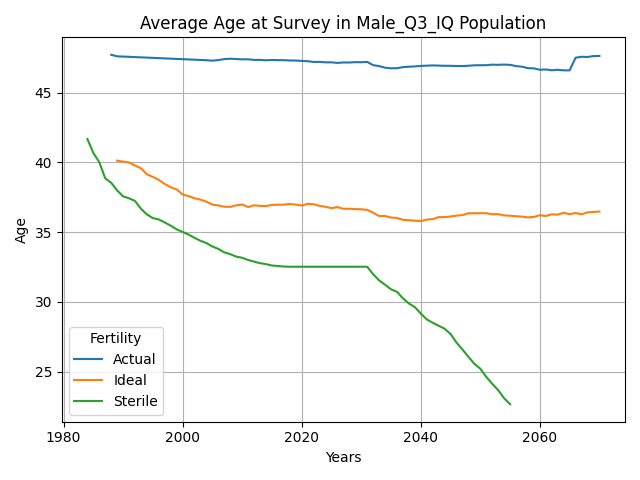 Average Age at Survey in Male_Q3_IQ Population
Age
45
40
35
30
25
Fertility
Actual
Ideal
Sterile
1980
2000
2020
2040
2060
Years